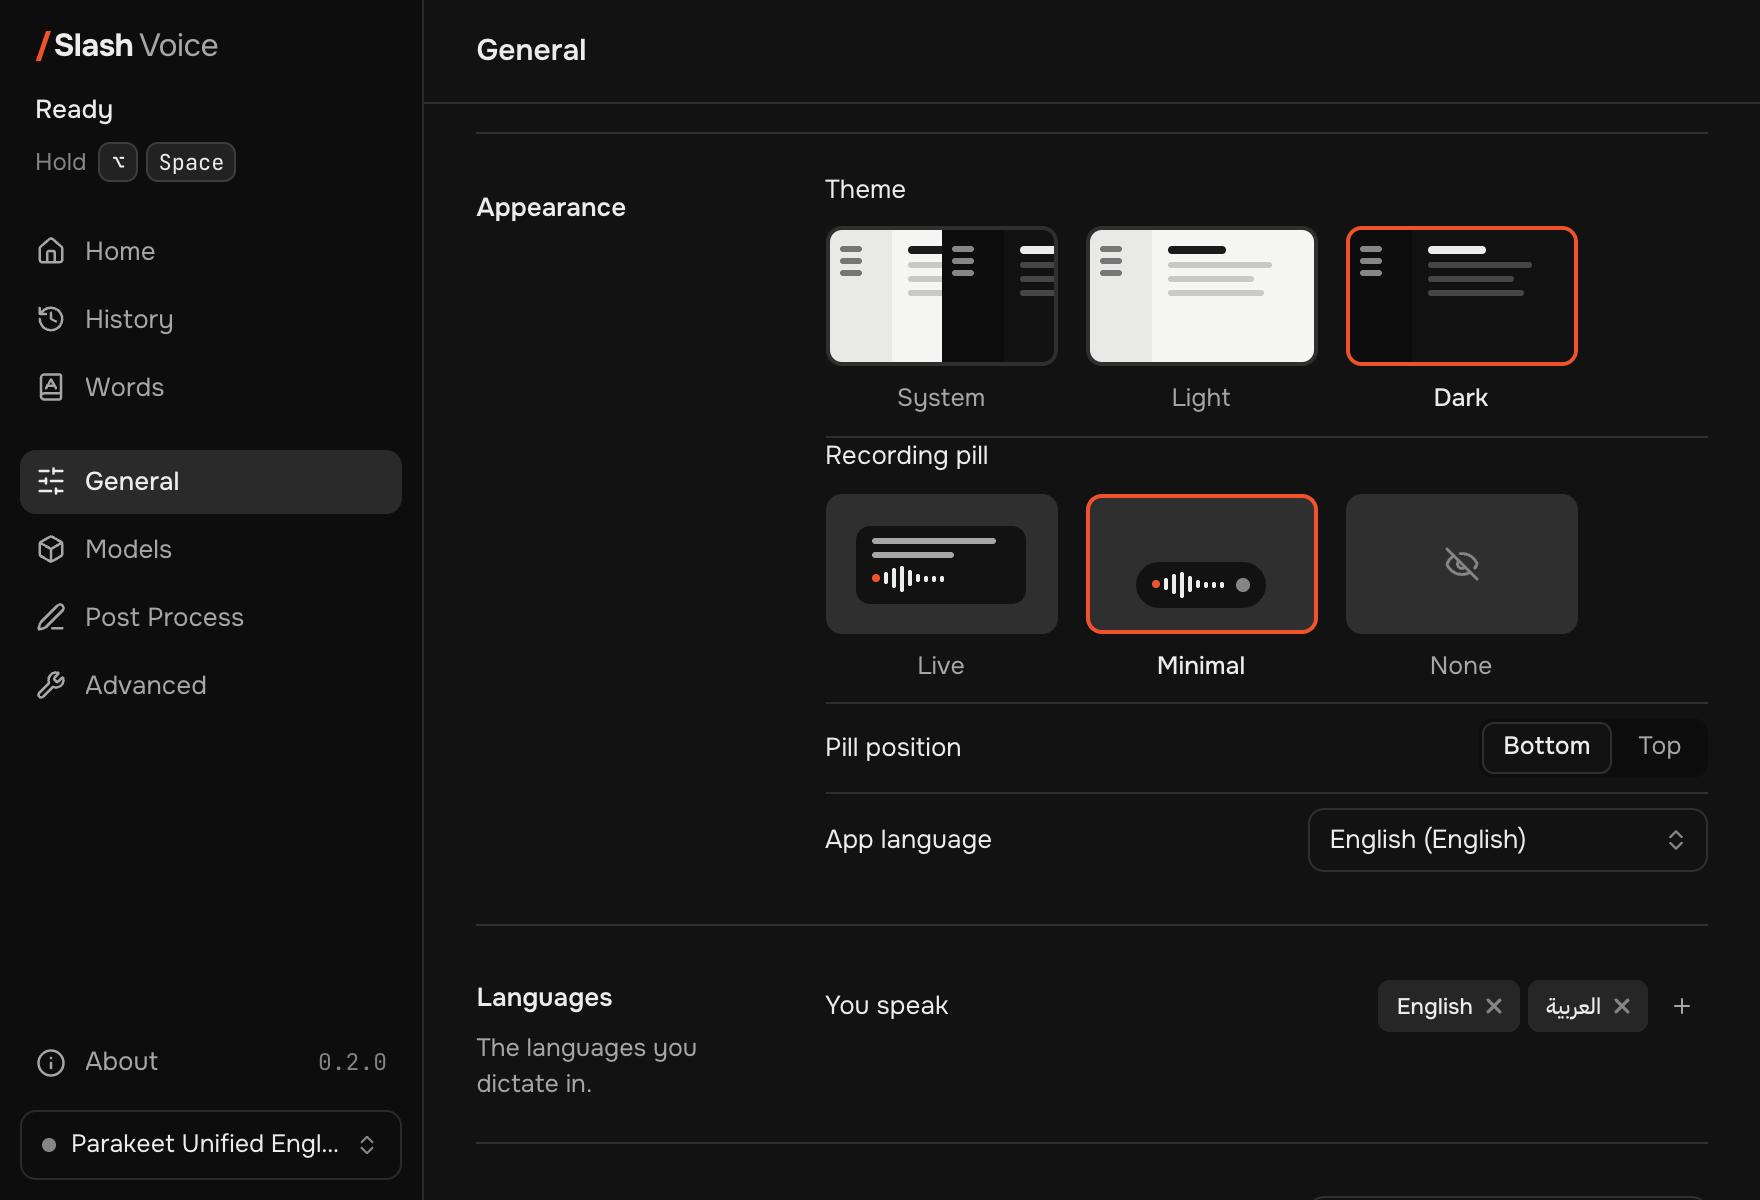 /Slash Voice
Ready
Hold ⌥ Space
Home
History
Words
General
Models
Post Process
Advanced
About 0.2.0
Parakeet Unified Engl...
General
Appearance
Theme
System Light Dark
Recording pill
Live Minimal None
Pill position Bottom Top
App language English (English)
Languages
The languages you
dictate in.
You speak English × العربية × +